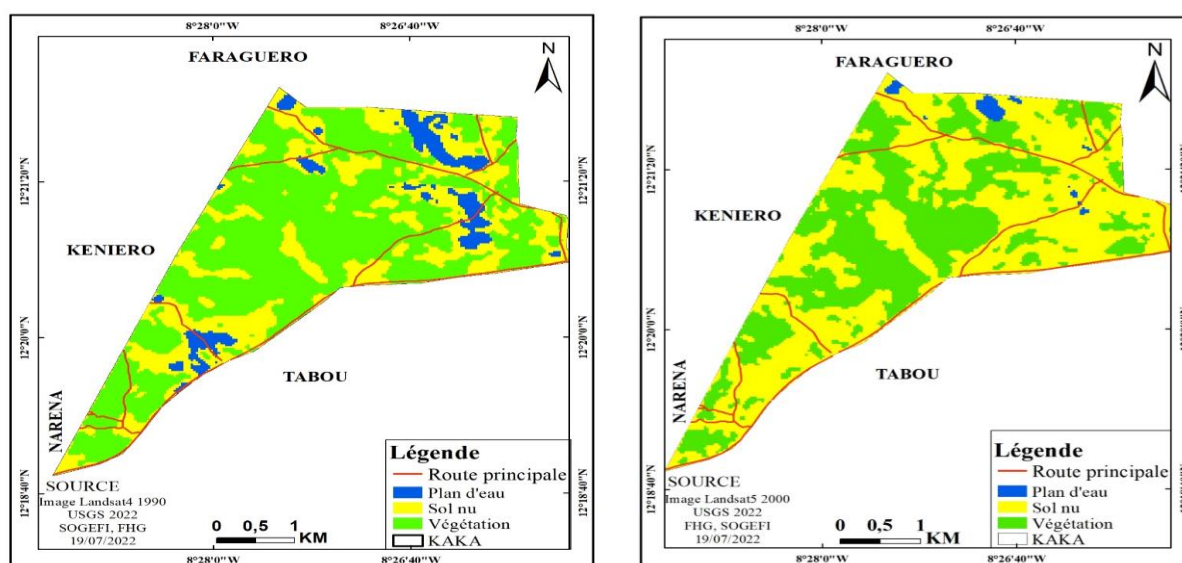 8°28'0"W 8°26'40"W
FARAGUERO
N
12°21'20"N
12°21'20"N
KENIERO
12°20'0"N
12°20'0"N
TABOU
NARENA
Légende
Route principale
Plan d'eau
Sol nu
Végétation
KAKA
SOURCE
Image Landsat4 1990
USGS 2022
SOGEFI, FHG
19/07/2022
0 0,5 1
KM
12°18'40"N
12°18'40"N
8°28'0"W 8°26'40"W
8°28'0"W 8°26'40"W
FARAGUERO
N
12°21'20"N
KENIERO
12°20'0"N
TABOU
NARENA
Légende
Route principale
Plan d'eau
Sol nu
Végétation
KAKA
SOURCE
Image Landsat5 2000
USGS 2022
FHG, SOGEFI
19/07/2022
0 0,5 1
KM
12°18'40"N
8°28'0"W 8°26'40"W